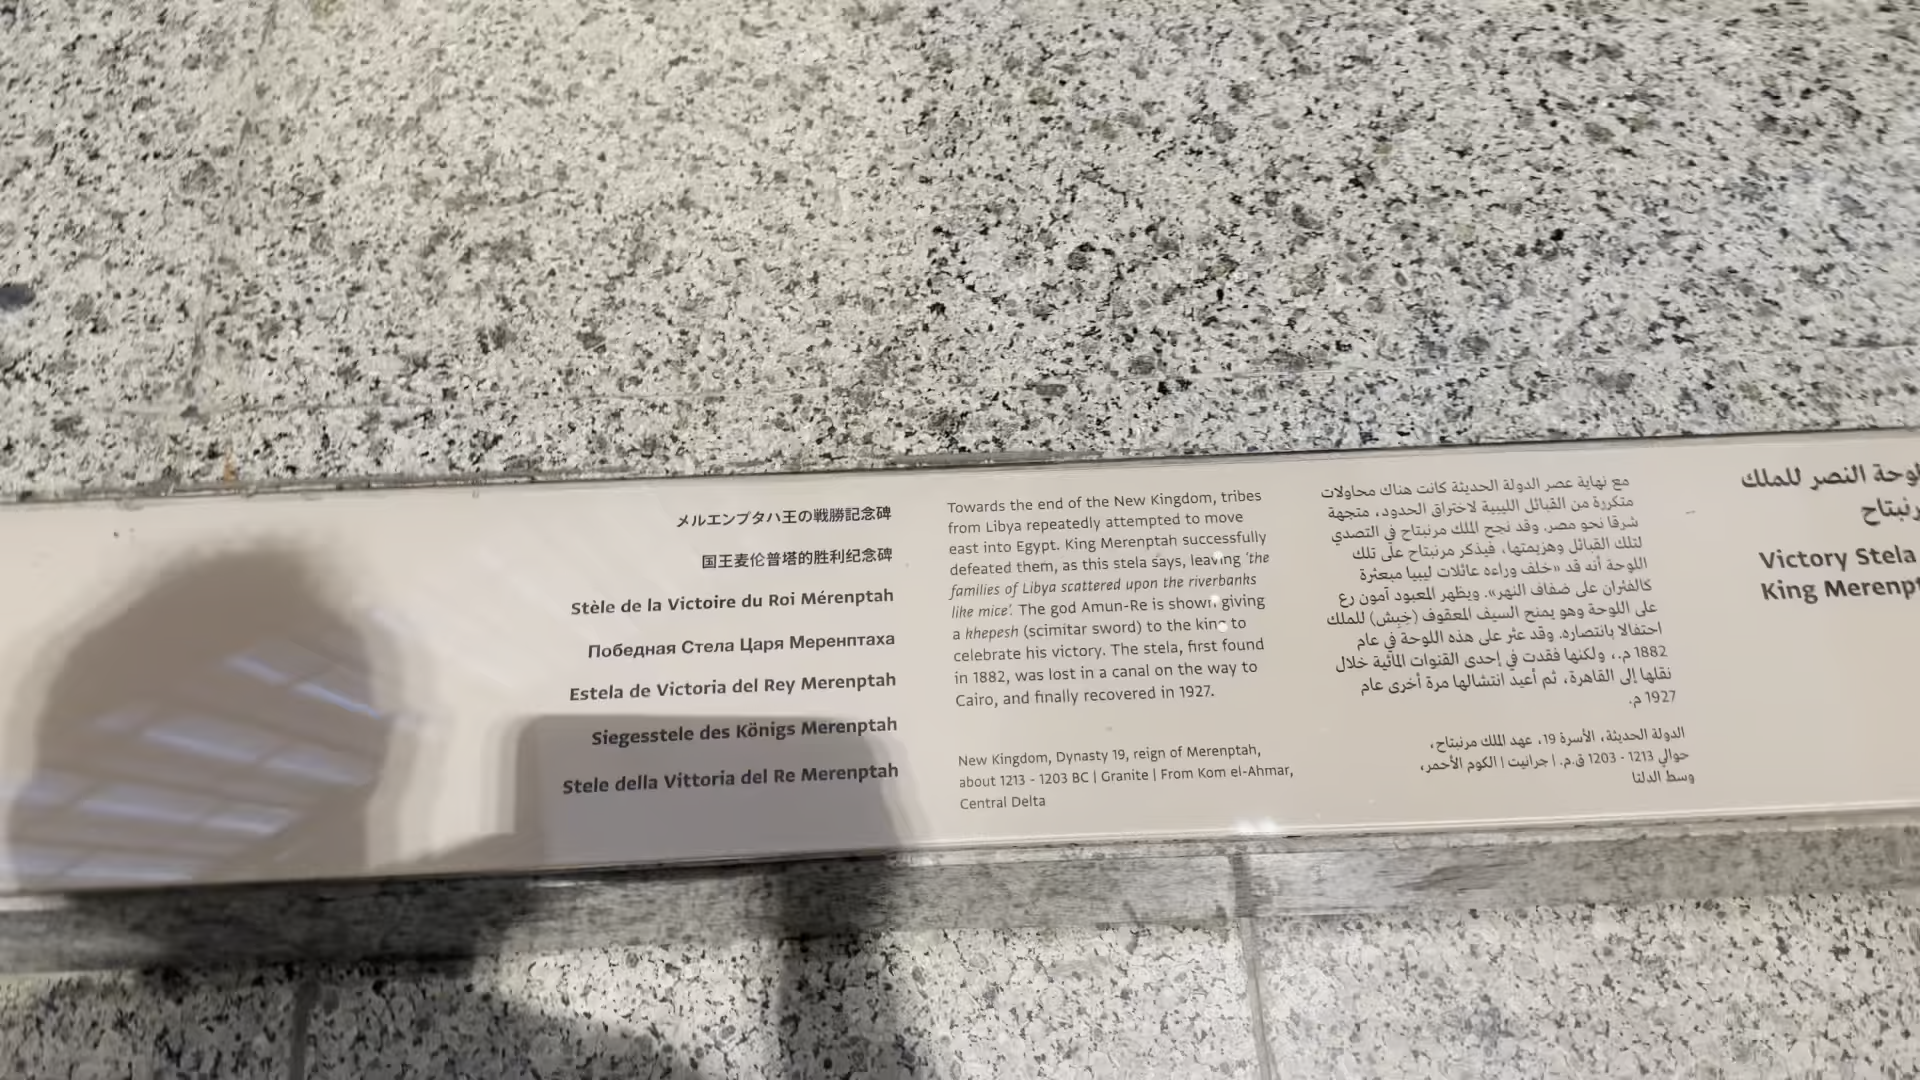 メルエンプタハ王の戦勝記念碑
国王麦伦普塔的胜利纪念碑
Stèle de la Victoire du Roi Mérenptah
Победная Стела Царя Меренптаха
Estela de Victoria del Rey Merenptah
Siegesstele des Königs Merenptah
Stele della Vittoria del Re Merenptah
Towards the end of the New Kingdom, tribes
from Libya repeatedly attempted to move
east into Egypt. King Merenptah successfully
defeated them, as this stela says, leaving 'the
families of Libya scattered upon the riverbanks
like mice'. The god Amun-Re is shown giving
a khepesh (scimitar sword) to the king to
celebrate his victory. The stela, first found
in 1882, was lost in a canal on the way to
Cairo, and finally recovered in 1927.
New Kingdom, Dynasty 19, reign of Merenptah,
about 1213 - 1203 BC | Granite | From Kom el-Ahmar,
Central Delta
مع نهاية عصر الدولة الحديثة كانت هناك محاولات
متكررة من القبائل الليبية لاختراق الحدود، متجهة
شرقا نحو مصر. وقد نجح الملك مرنبتاح في التصدي
لتلك القبائل وهزيمتها، فيذكر مرنبتاح على تلك
اللوحة أنه قد «خلف وراءه عائلات ليبيا مبعثرة
كالفئران على ضفاف النهر». ويظهر المعبود آمون رع
على اللوحة وهو يمنح السيف المعقوف (خبش) للملك
احتفالا بانتصاره. وقد عثر على هذه اللوحة في عام
1882 م.، ولكنها فقدت في إحدى القنوات المائية خلال
نقلها إلى القاهرة، ثم أعيد انتشالها مرة أخرى عام
1927 م.
الدولة الحديثة، الأسرة 19، عهد الملك مرنبتاح،
حوالي 1213 - 1203 ق.م. | جرانيت | الكوم الأحمر،
وسط الدلتا
النصر للملك
Victory Stela
King